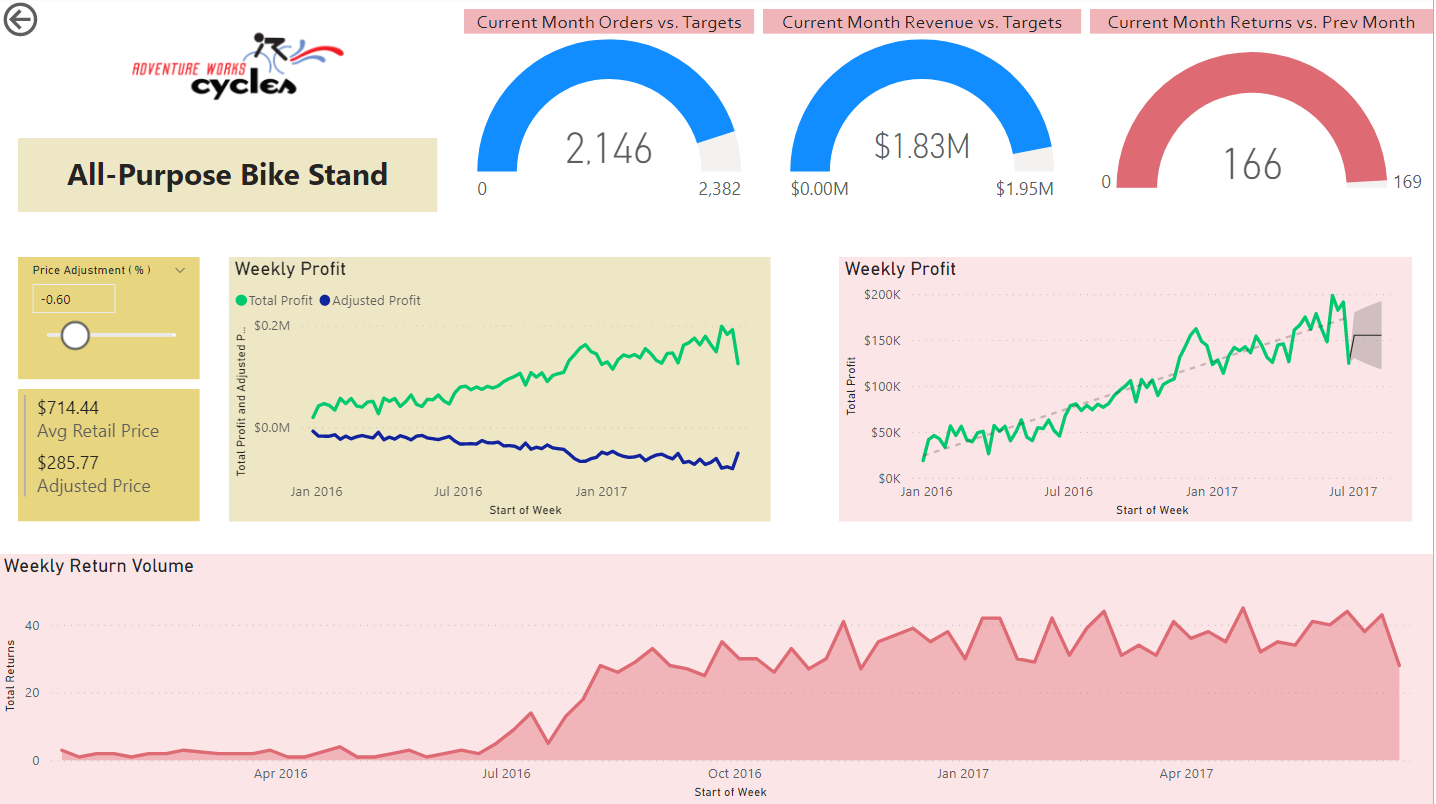 Current Month Orders vs. Targets
Current Month Revenue vs. Targets
Current Month Returns vs. Prev Month
ADVENTURE WORKS
cycles
2,146
0
2,382
$1.83M
$0.00M
$1.95M
166
0
169
All-Purpose Bike Stand
Price Adjustment (%)
-0.60
$714.44
Avg Retail Price
$285.77
Adjusted Price
Weekly Profit
Total Profit
Adjusted Profit
Total Profit and Adjusted P...
$0.2M
$0.0M
Jan 2016
Jul 2016
Jan 2017
Start of Week
Weekly Profit
Total Profit
$200K
$150K
$100K
$50K
$0K
Jan 2016
Jul 2016
Jan 2017
Jul 2017
Start of Week
Weekly Return Volume
Total Returns
40
20
0
Apr 2016
Jul 2016
Oct 2016
Jan 2017
Apr 2017
Start of Week